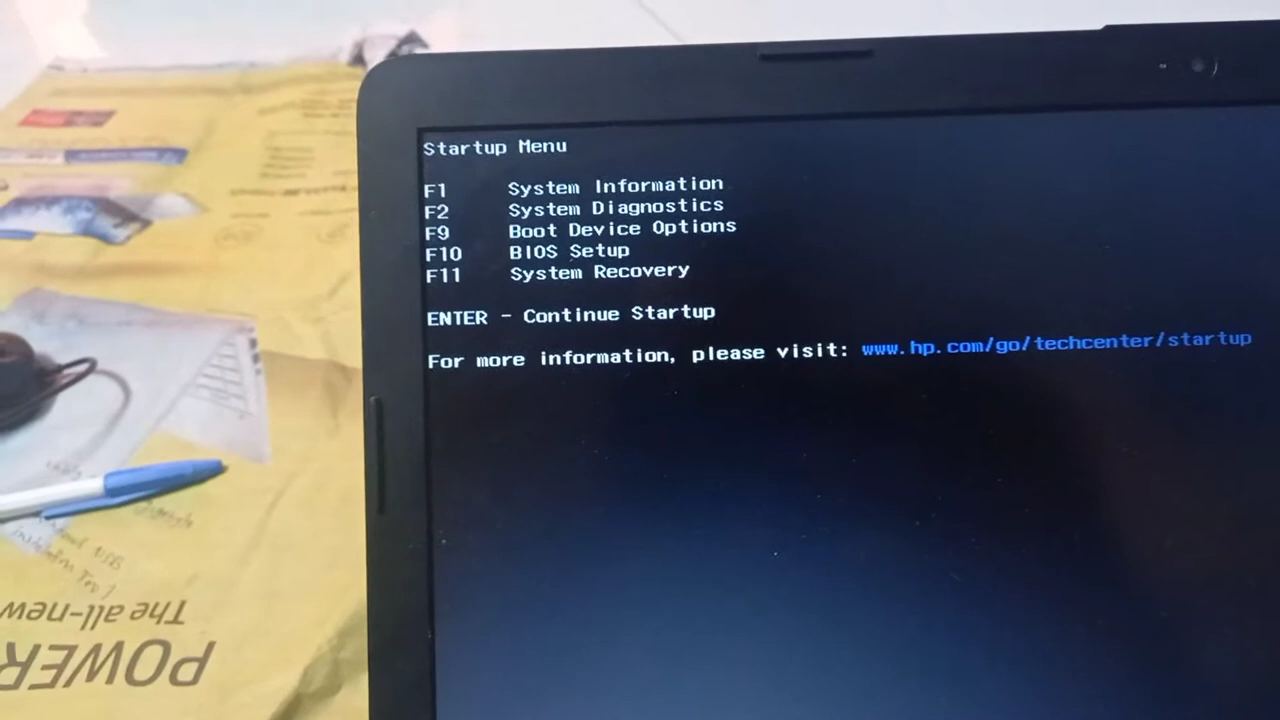 Startup Menu
F1 System Information
F2 System Diagnostics
F9 Boot Device Options
F10 BIOS Setup
F11 System Recovery
ENTER - Continue Startup
For more information, please visit: www.hp.com/go/techcenter/startup
USB
The all-new
POWER